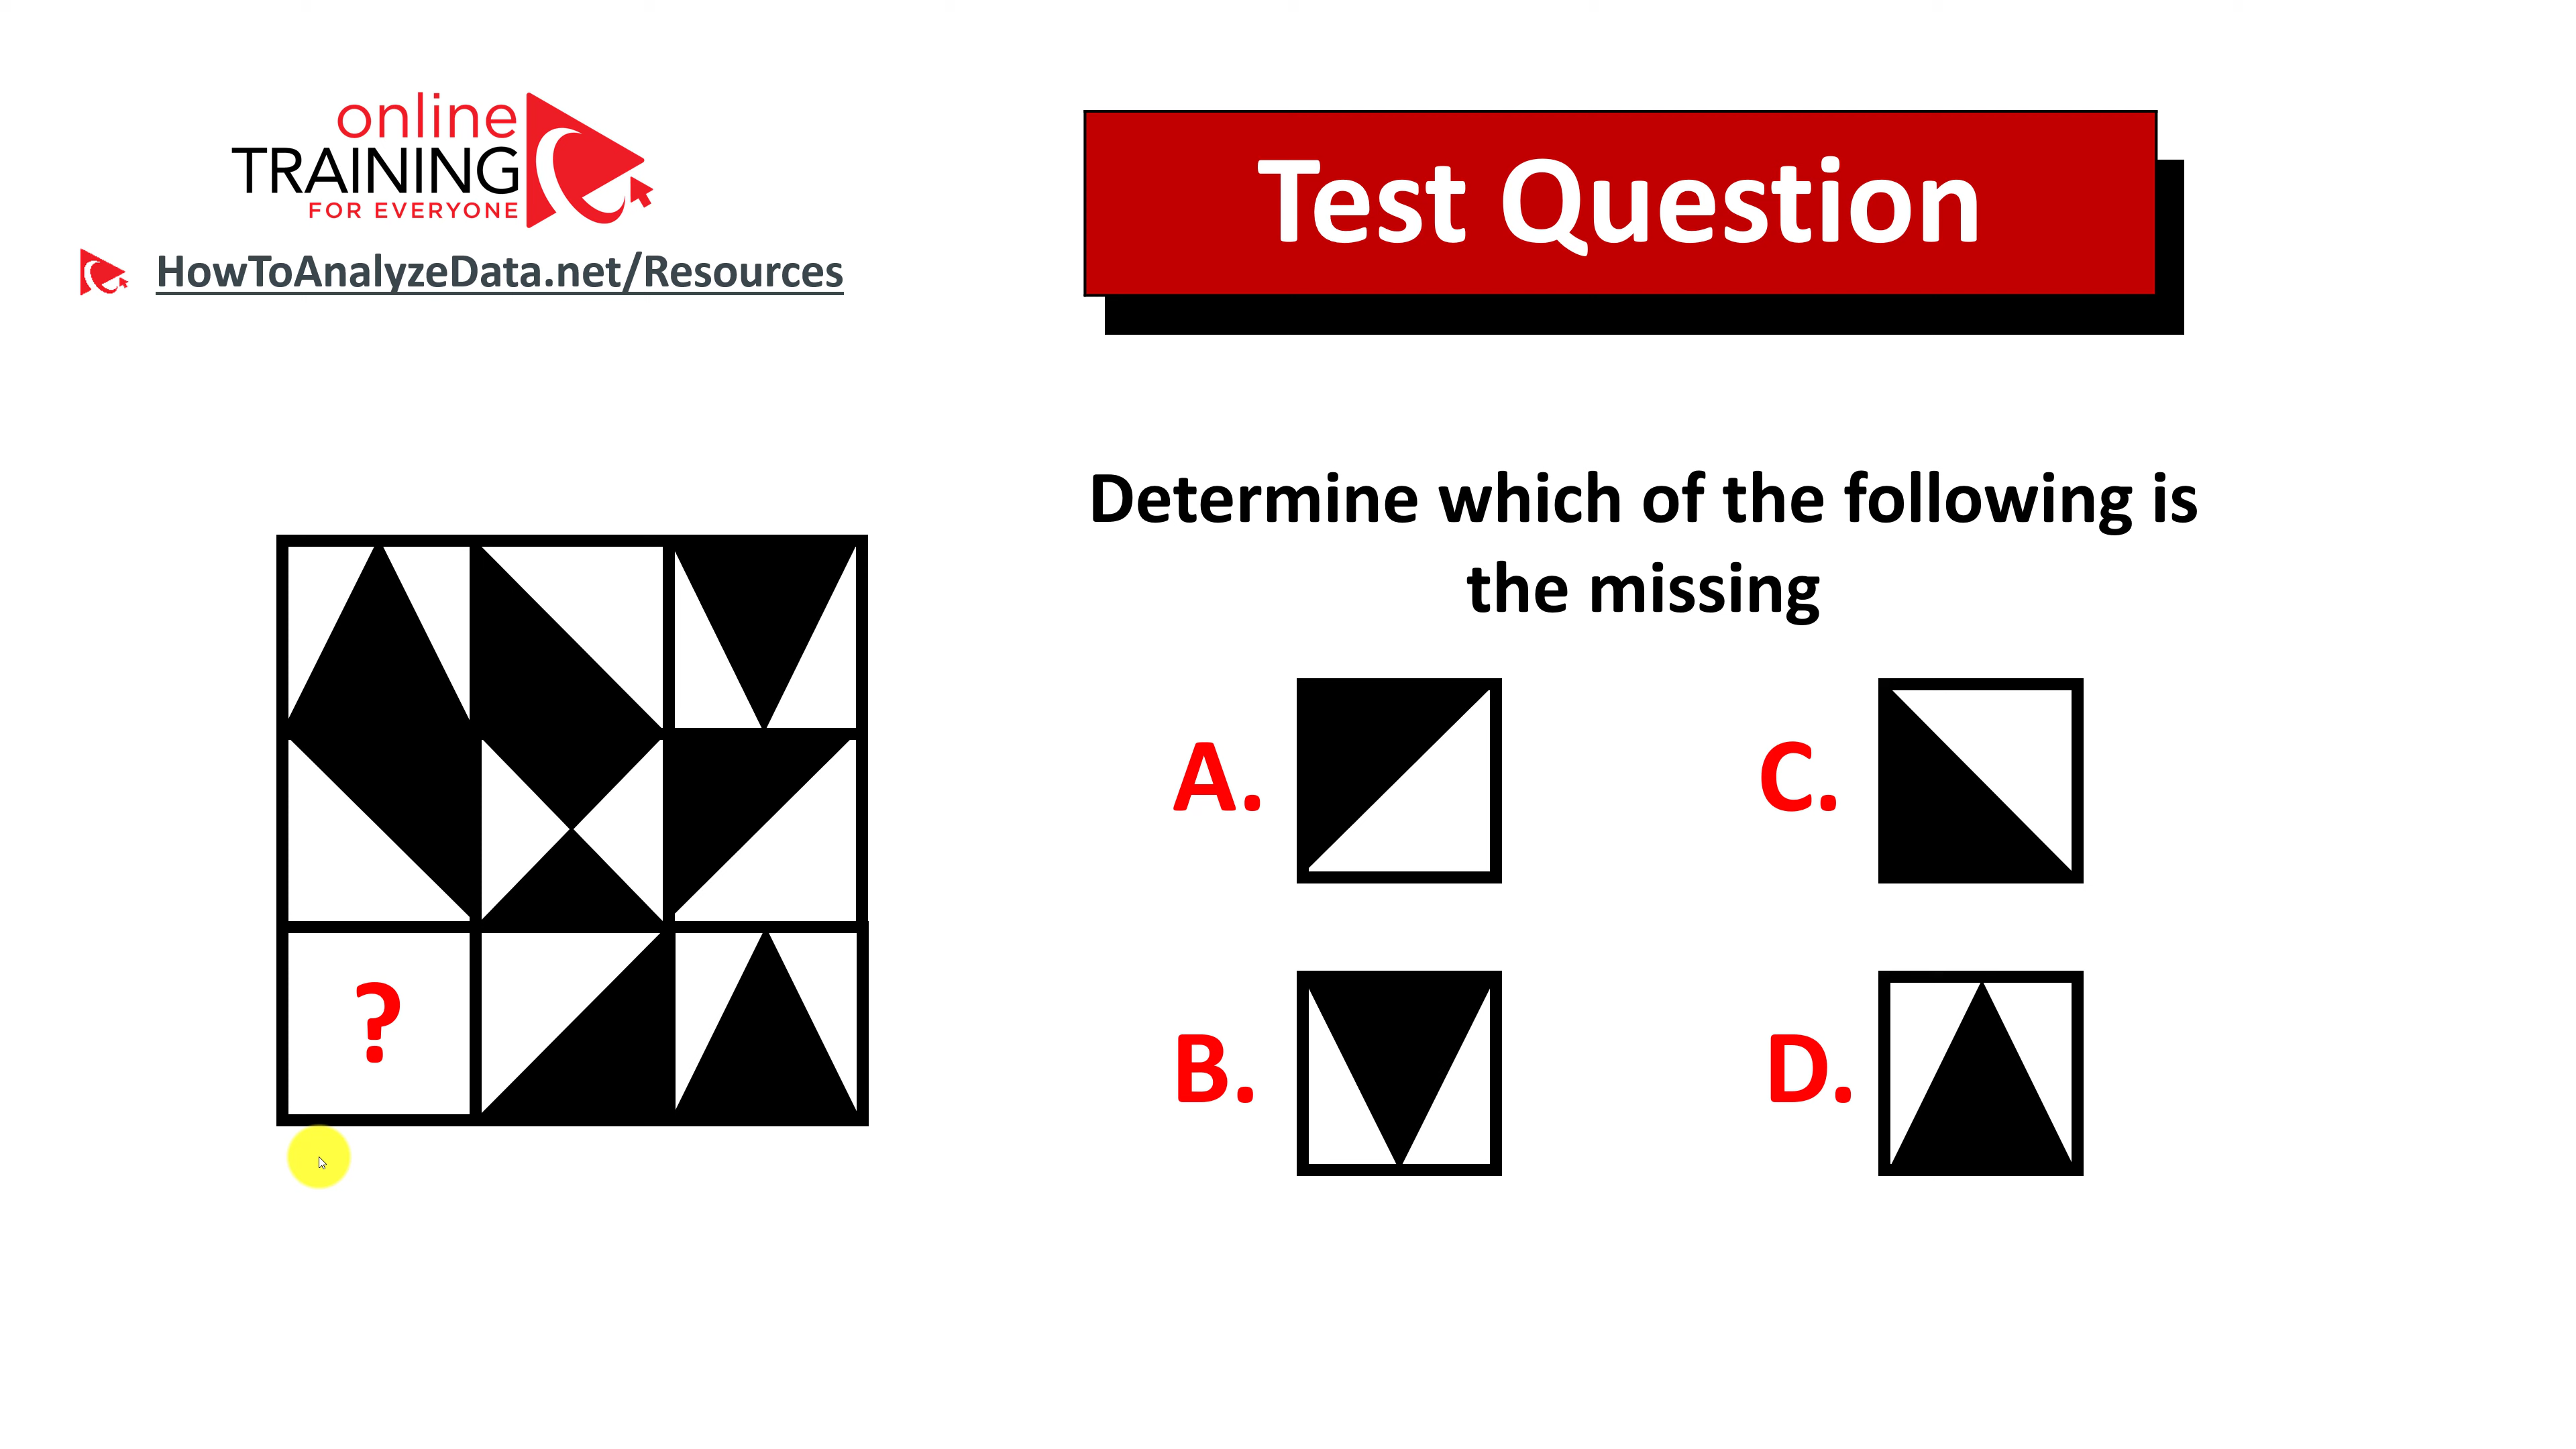 online
TRAINING
FOR EVERYONE
HowToAnalyzeData.net/Resources
Test Question
Determine which of the following is
the missing
?
A.
C.
B.
D.